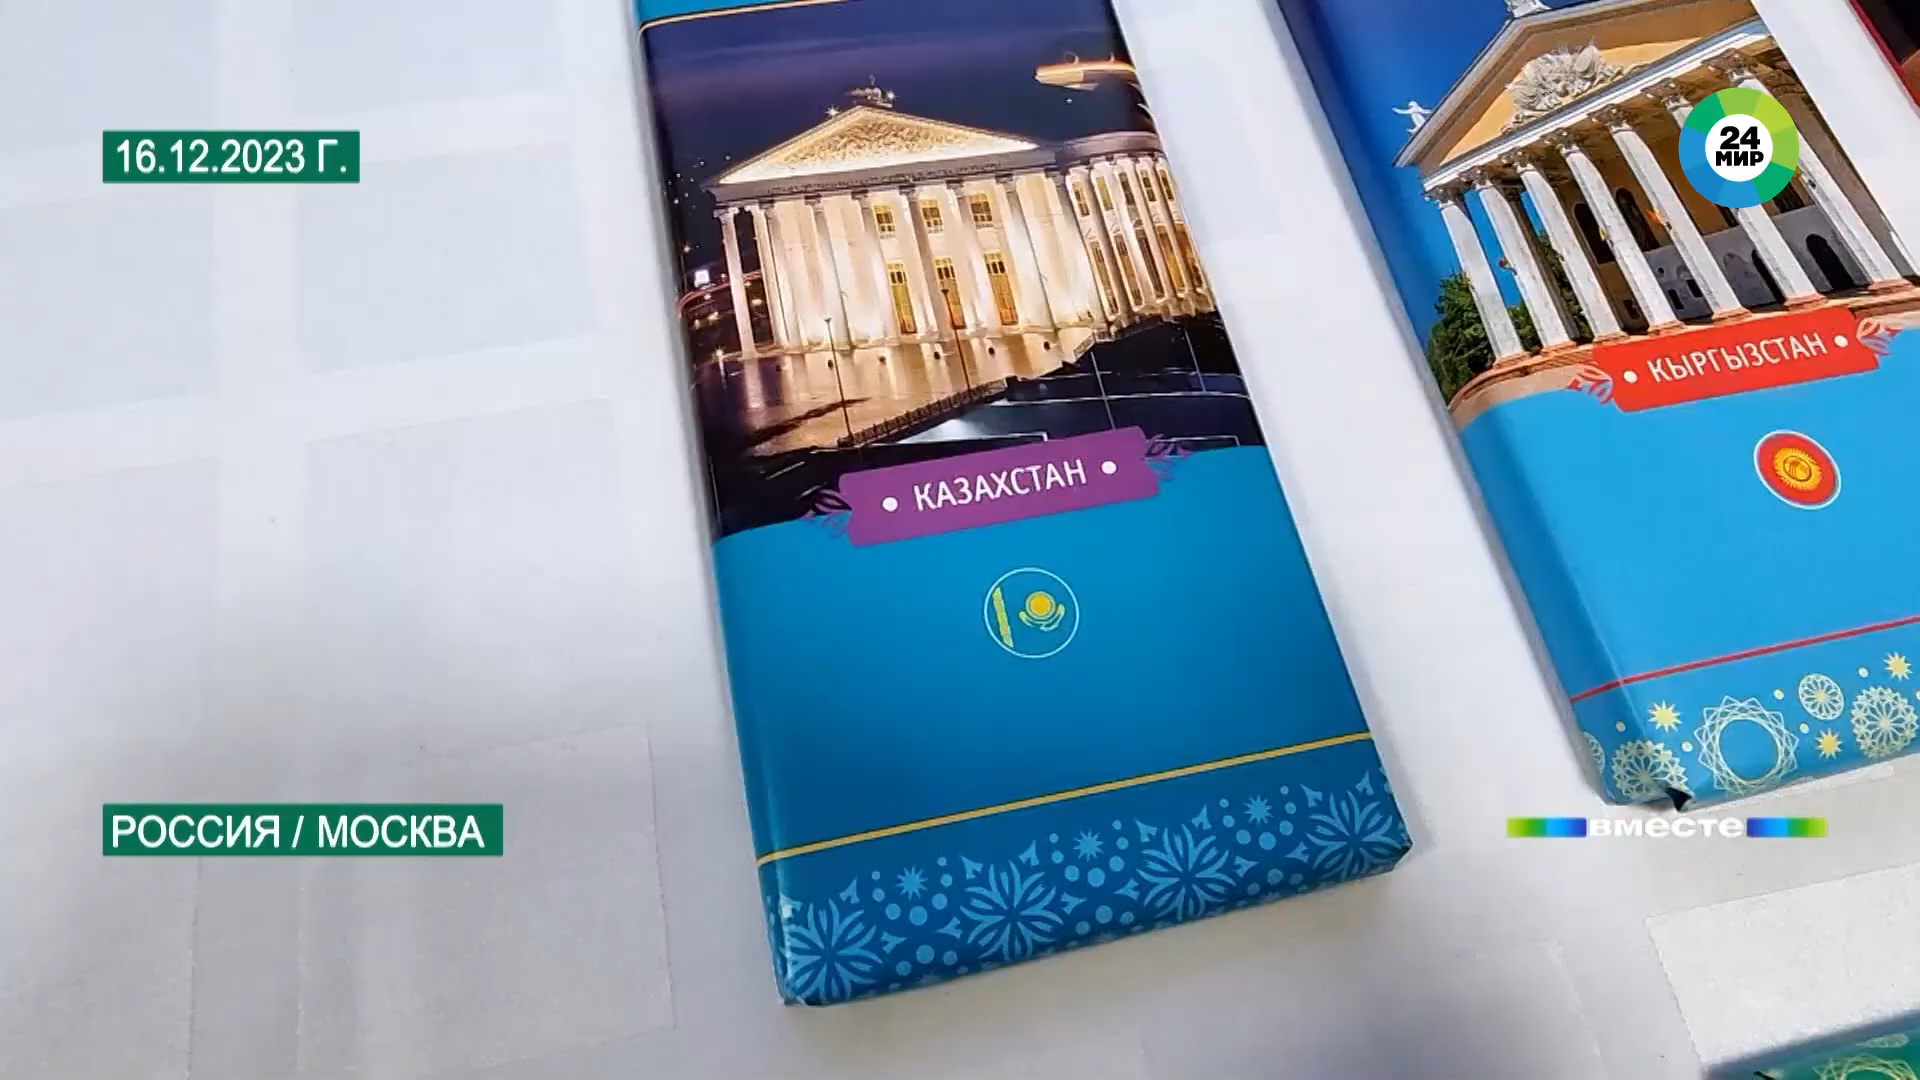 16.12.2023 Г.
24
МИР
КЫРГЫЗСТАН
КАЗАХСТАН
РОССИЯ / МОСКВА
вместе